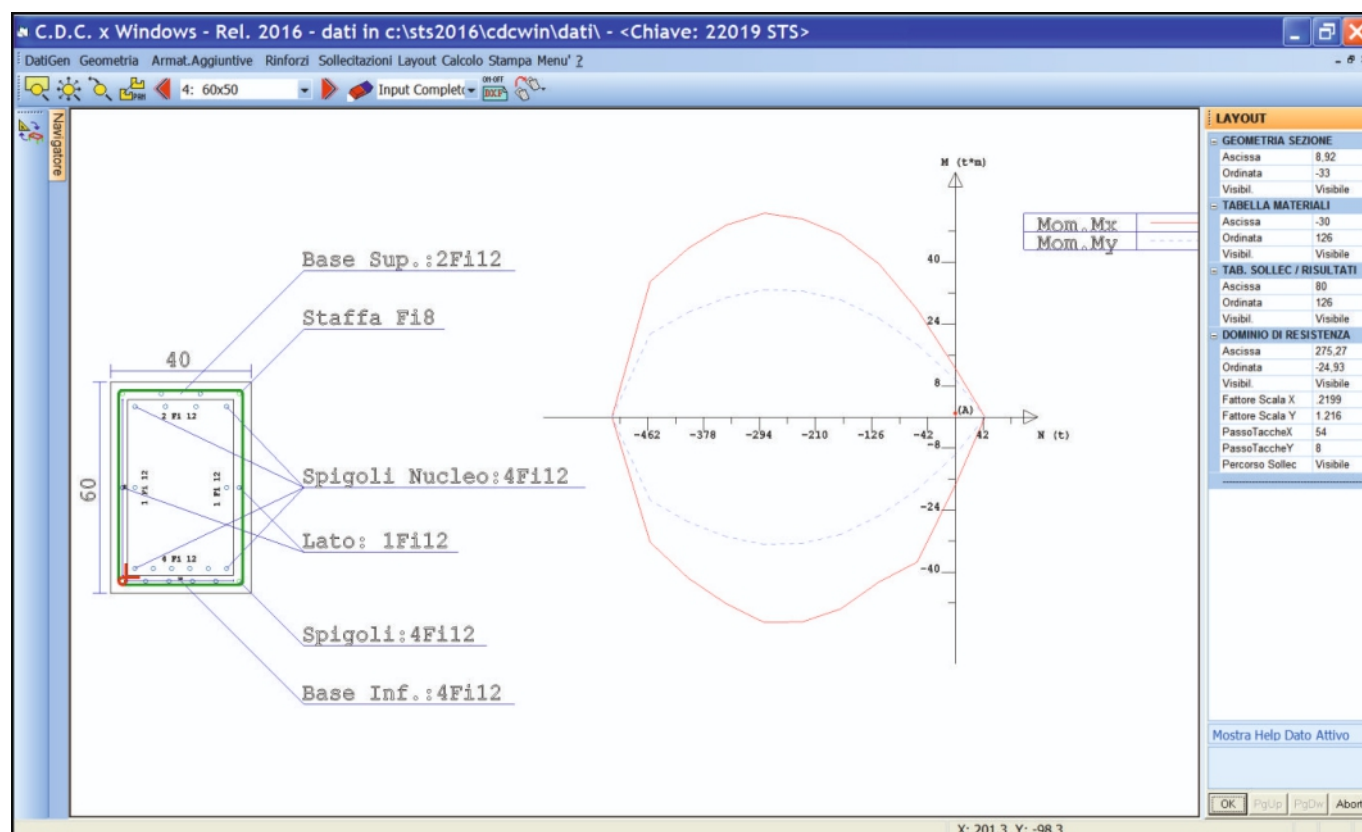 C.D.C. x Windows - Rel. 2016 - dati in c:\sts2016\cdcwin\dati\ - <Chiave: 22019 STS>
DatiGen Geometria Armat.Aggiuntive Rinforzi Sollecitazioni Layout Calcolo Stampa Menu' ?
4: 60x50 Input Complet ON-OFF DXF
Navigatore
Base Sup.:2Fi12
Staffa Fi8
40
60
2 Fi 12
1 Fi 12
1 Fi 12
4 Fi 12
Spigoli Nucleo:4Fi12
Lato: 1Fi12
Spigoli:4Fi12
Base Inf.:4Fi12
M (t*m)
Mom.Mx
Mom.My
40
24
8
(A)
-462 -378 -294 -210 -126 -42 42 N (t)
-8
-24
-40
LAYOUT
GEOMETRIA SEZIONE
Ascissa 8,92
Ordinata -33
Visibil. Visibile
TABELLA MATERIALI
Ascissa -30
Ordinata 126
Visibil. Visibile
TAB. SOLLEC / RISULTATI
Ascissa 80
Ordinata 126
Visibil. Visibile
DOMINIO DI RESISTENZA
Ascissa 275,27
Ordinata -24,93
Visibil. Visibile
Fattore Scala X .2199
Fattore Scala Y 1.216
PassoTaccheX 54
PassoTaccheY 8
Percorso Sollec Visibile
Mostra Help Dato Attivo
OK PgUp PgDw Abort
X: 201.3 Y: -98.3